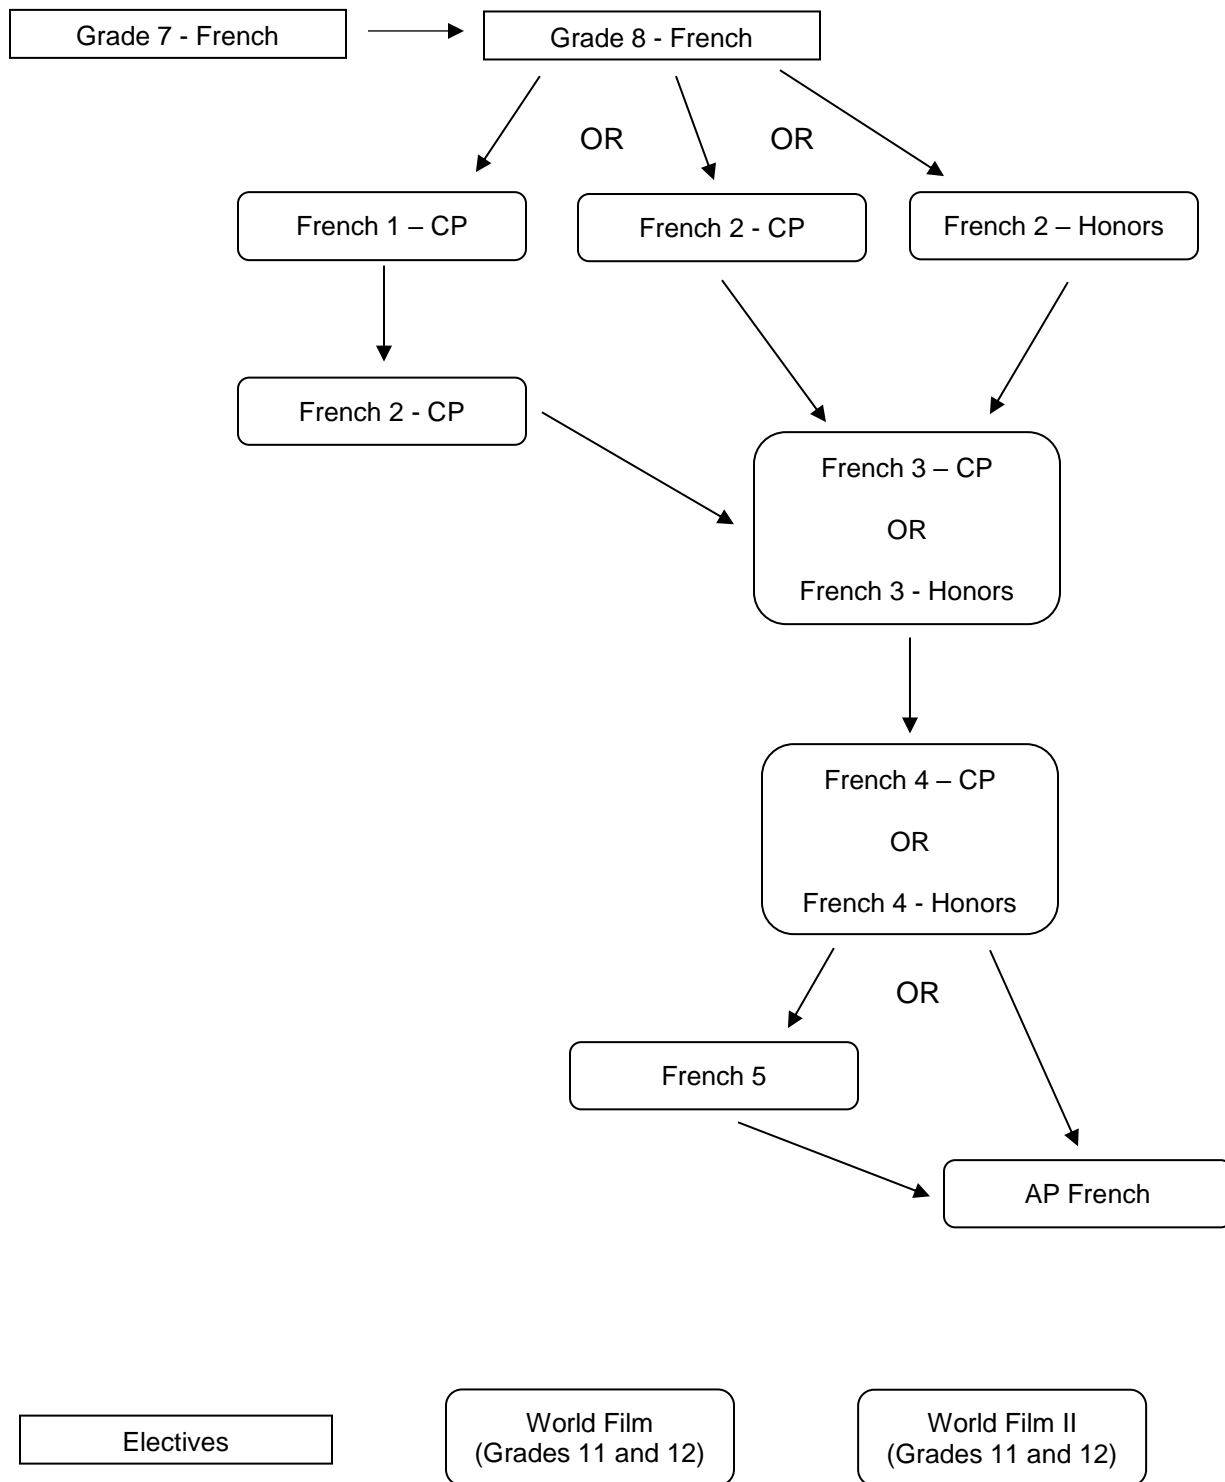 Grade 7 - French
Grade 8 - French
OR
OR
French 1 – CP
French 2 - CP
French 2 – Honors
French 2 - CP
French 3 – CP
OR
French 3 - Honors
French 4 – CP
OR
French 4 - Honors
OR
French 5
AP French
Electives
World Film
(Grades 11 and 12)
World Film II
(Grades 11 and 12)